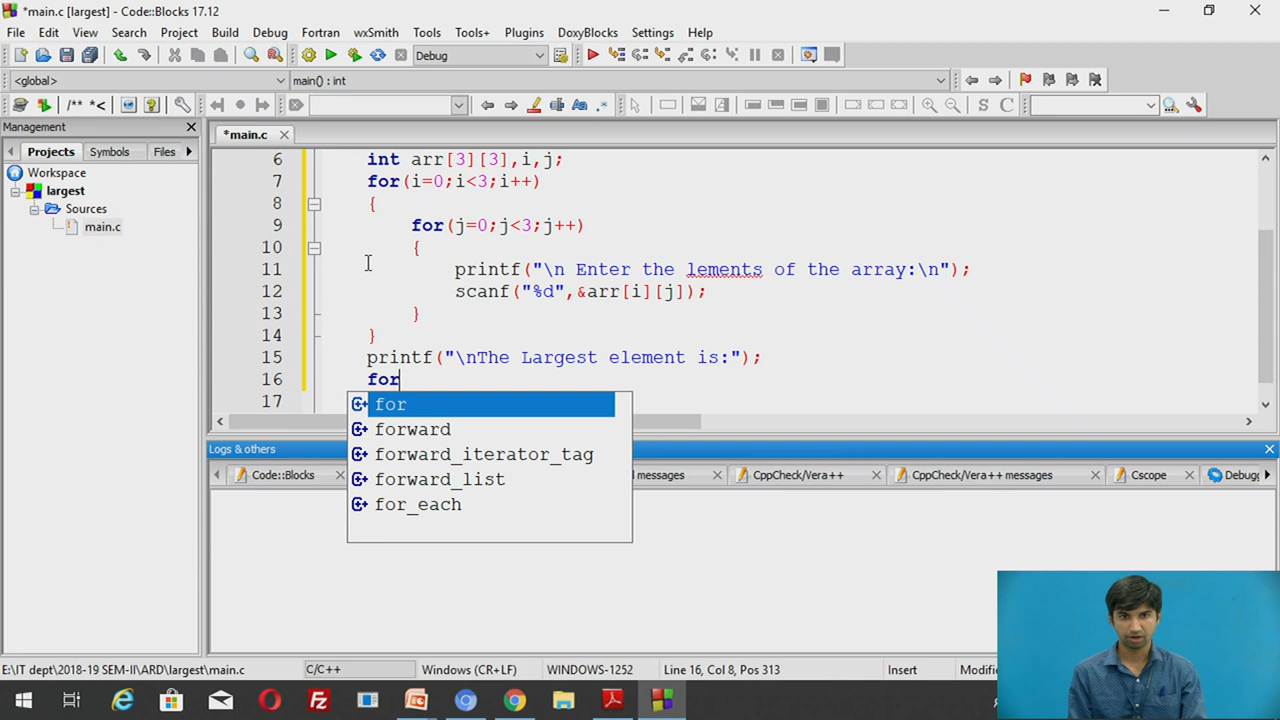 *main.c [largest] - Code::Blocks 17.12
File Edit View Search Project Build Debug Fortran wxSmith Tools Tools+ Plugins DoxyBlocks Settings Help
Debug
<global> main() : int
/** *< Aa .* S C
Management
*main.c
Projects Symbols Files
Workspace
largest
Sources
main.c
6 int arr[3][3],i,j;
7 for(i=0;i<3;i++)
8 {
9 for(j=0;j<3;j++)
10 {
11 printf("\n Enter the lements of the array:\n");
12 scanf("%d",&arr[i][j]);
13 }
14 }
15 printf("\nThe Largest element is:");
16 for
17
for
forward
forward_iterator_tag
forward_list
for_each
Logs & others
Code::Blocks messages CppCheck/Vera++ CppCheck/Vera++ messages Cscope Debugg
E:\IT dept\2018-19 SEM-II\ARD\largest\main.c C/C++ Windows (CR+LF) WINDOWS-1252 Line 16, Col 8, Pos 313 Insert Modif